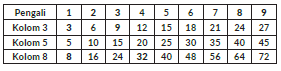 Pengali 1 2 3 4 5 6 7 8 9
Kolom 3 3 6 9 12 15 18 21 24 27
Kolom 5 5 10 15 20 25 30 35 40 45
Kolom 8 8 16 24 32 40 48 56 64 72